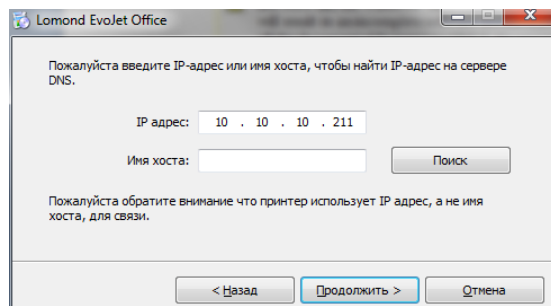 Lomond EvoJet Office
Пожалуйста введите IP-адрес или имя хоста, чтобы найти IP-адрес на сервере
DNS.
IP адрес: 10 . 10 . 10 . 211
Имя хоста: Поиск
Пожалуйста обратите внимание что принтер использует IP адрес, а не имя
хоста, для связи.
< Назад Продолжить > Отмена